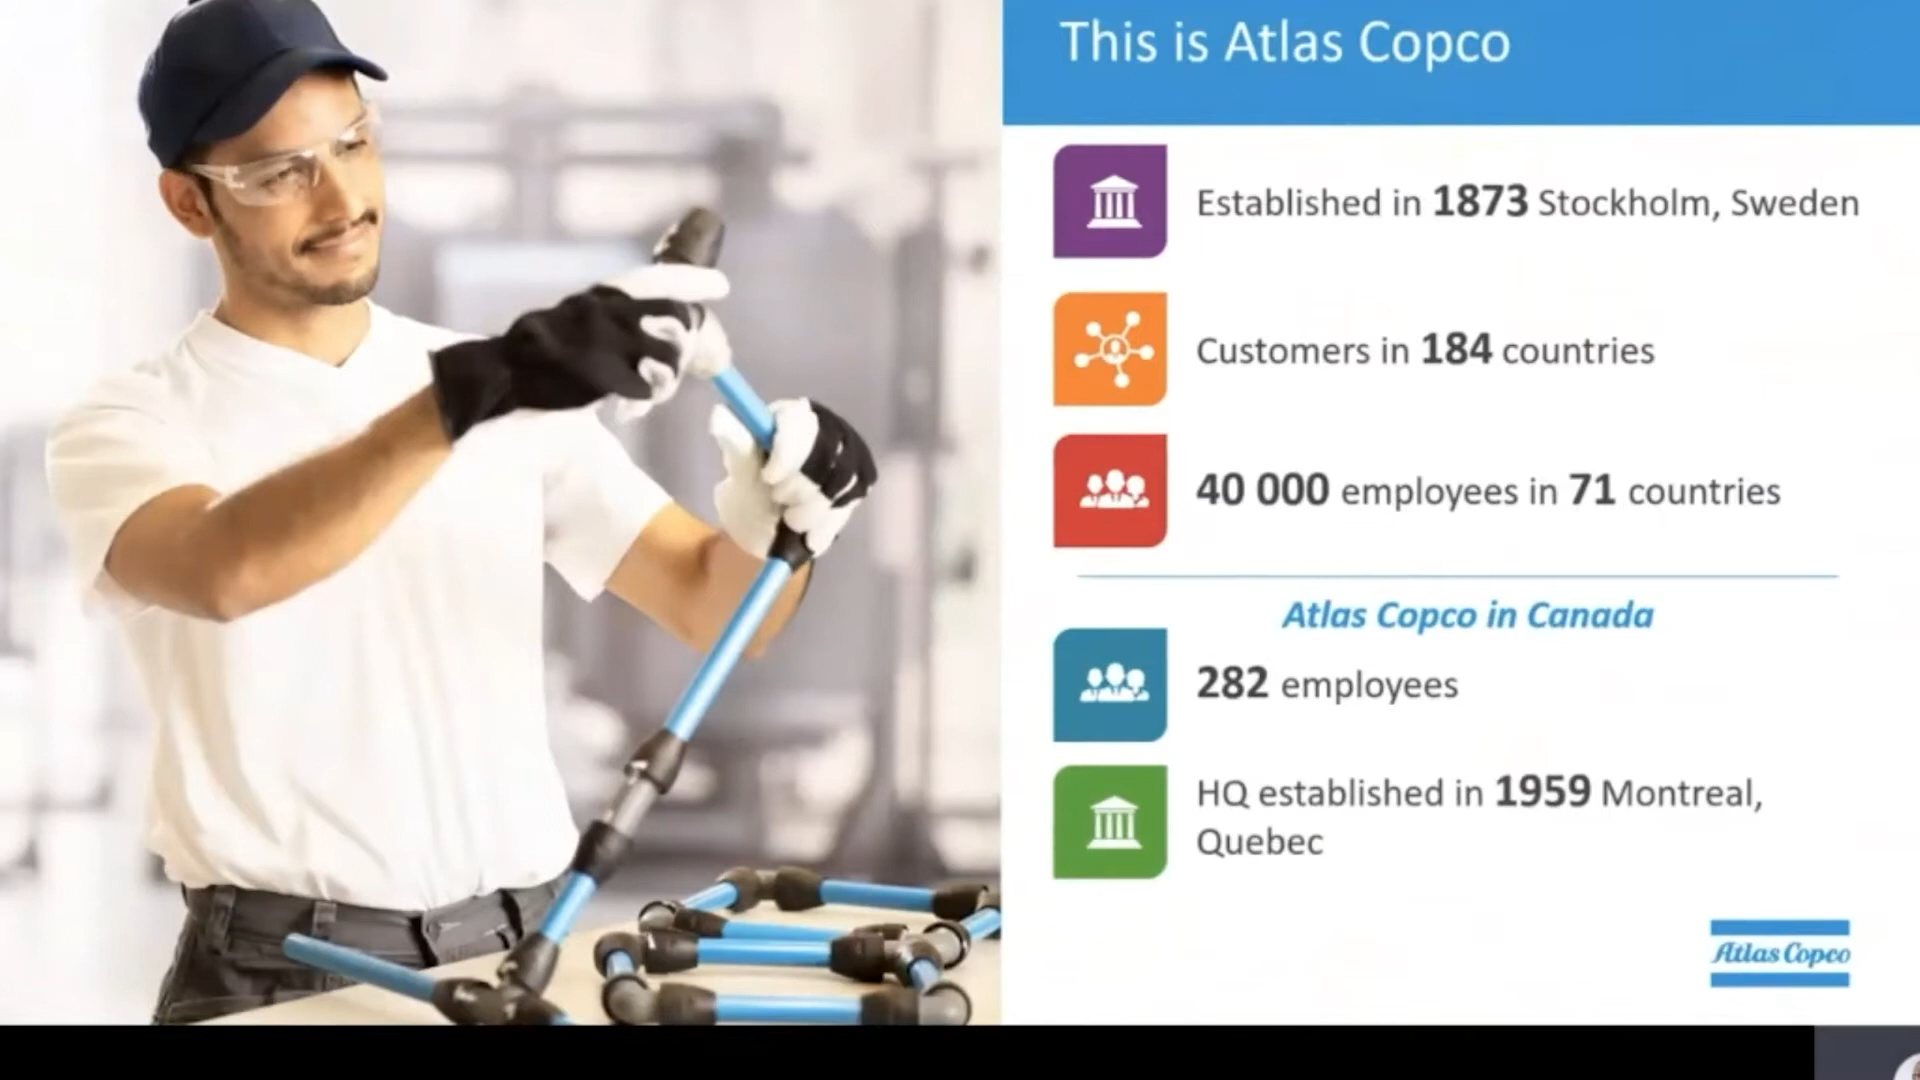 This is Atlas Copco
Established in 1873 Stockholm, Sweden
Customers in 184 countries
40 000 employees in 71 countries
Atlas Copco in Canada
282 employees
HQ established in 1959 Montreal,
Quebec
Atlas Copco